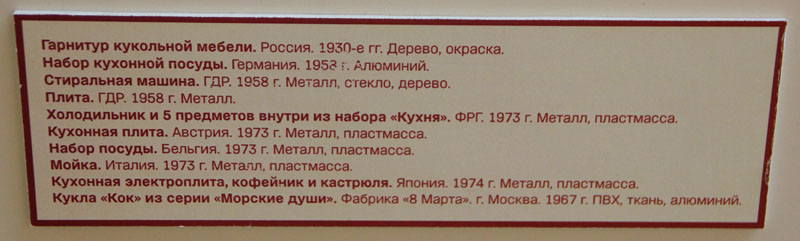 Гарнитур кукольной мебели. Россия. 1930-е гг. Дерево, окраска.
Набор кухонной посуды. Германия. 1958 г. Алюминий.
Стиральная машина. ГДР. 1958 г. Металл, стекло, дерево.
Плита. ГДР. 1958 г. Металл.
Холодильник и 5 предметов внутри из набора «Кухня». ФРГ. 1973 г. Металл, пластмасса.
Кухонная плита. Австрия. 1973 г. Металл, пластмасса.
Набор посуды. Бельгия. 1973 г. Металл, пластмасса.
Мойка. Италия. 1973 г. Металл, пластмасса.
Кухонная электроплита, кофейник и кастрюля. Япония. 1974 г. Металл, пластмасса.
Кукла «Кок» из серии «Морские души». Фабрика «8 Марта». г. Москва. 1967 г. ПВХ, ткань, алюминий.